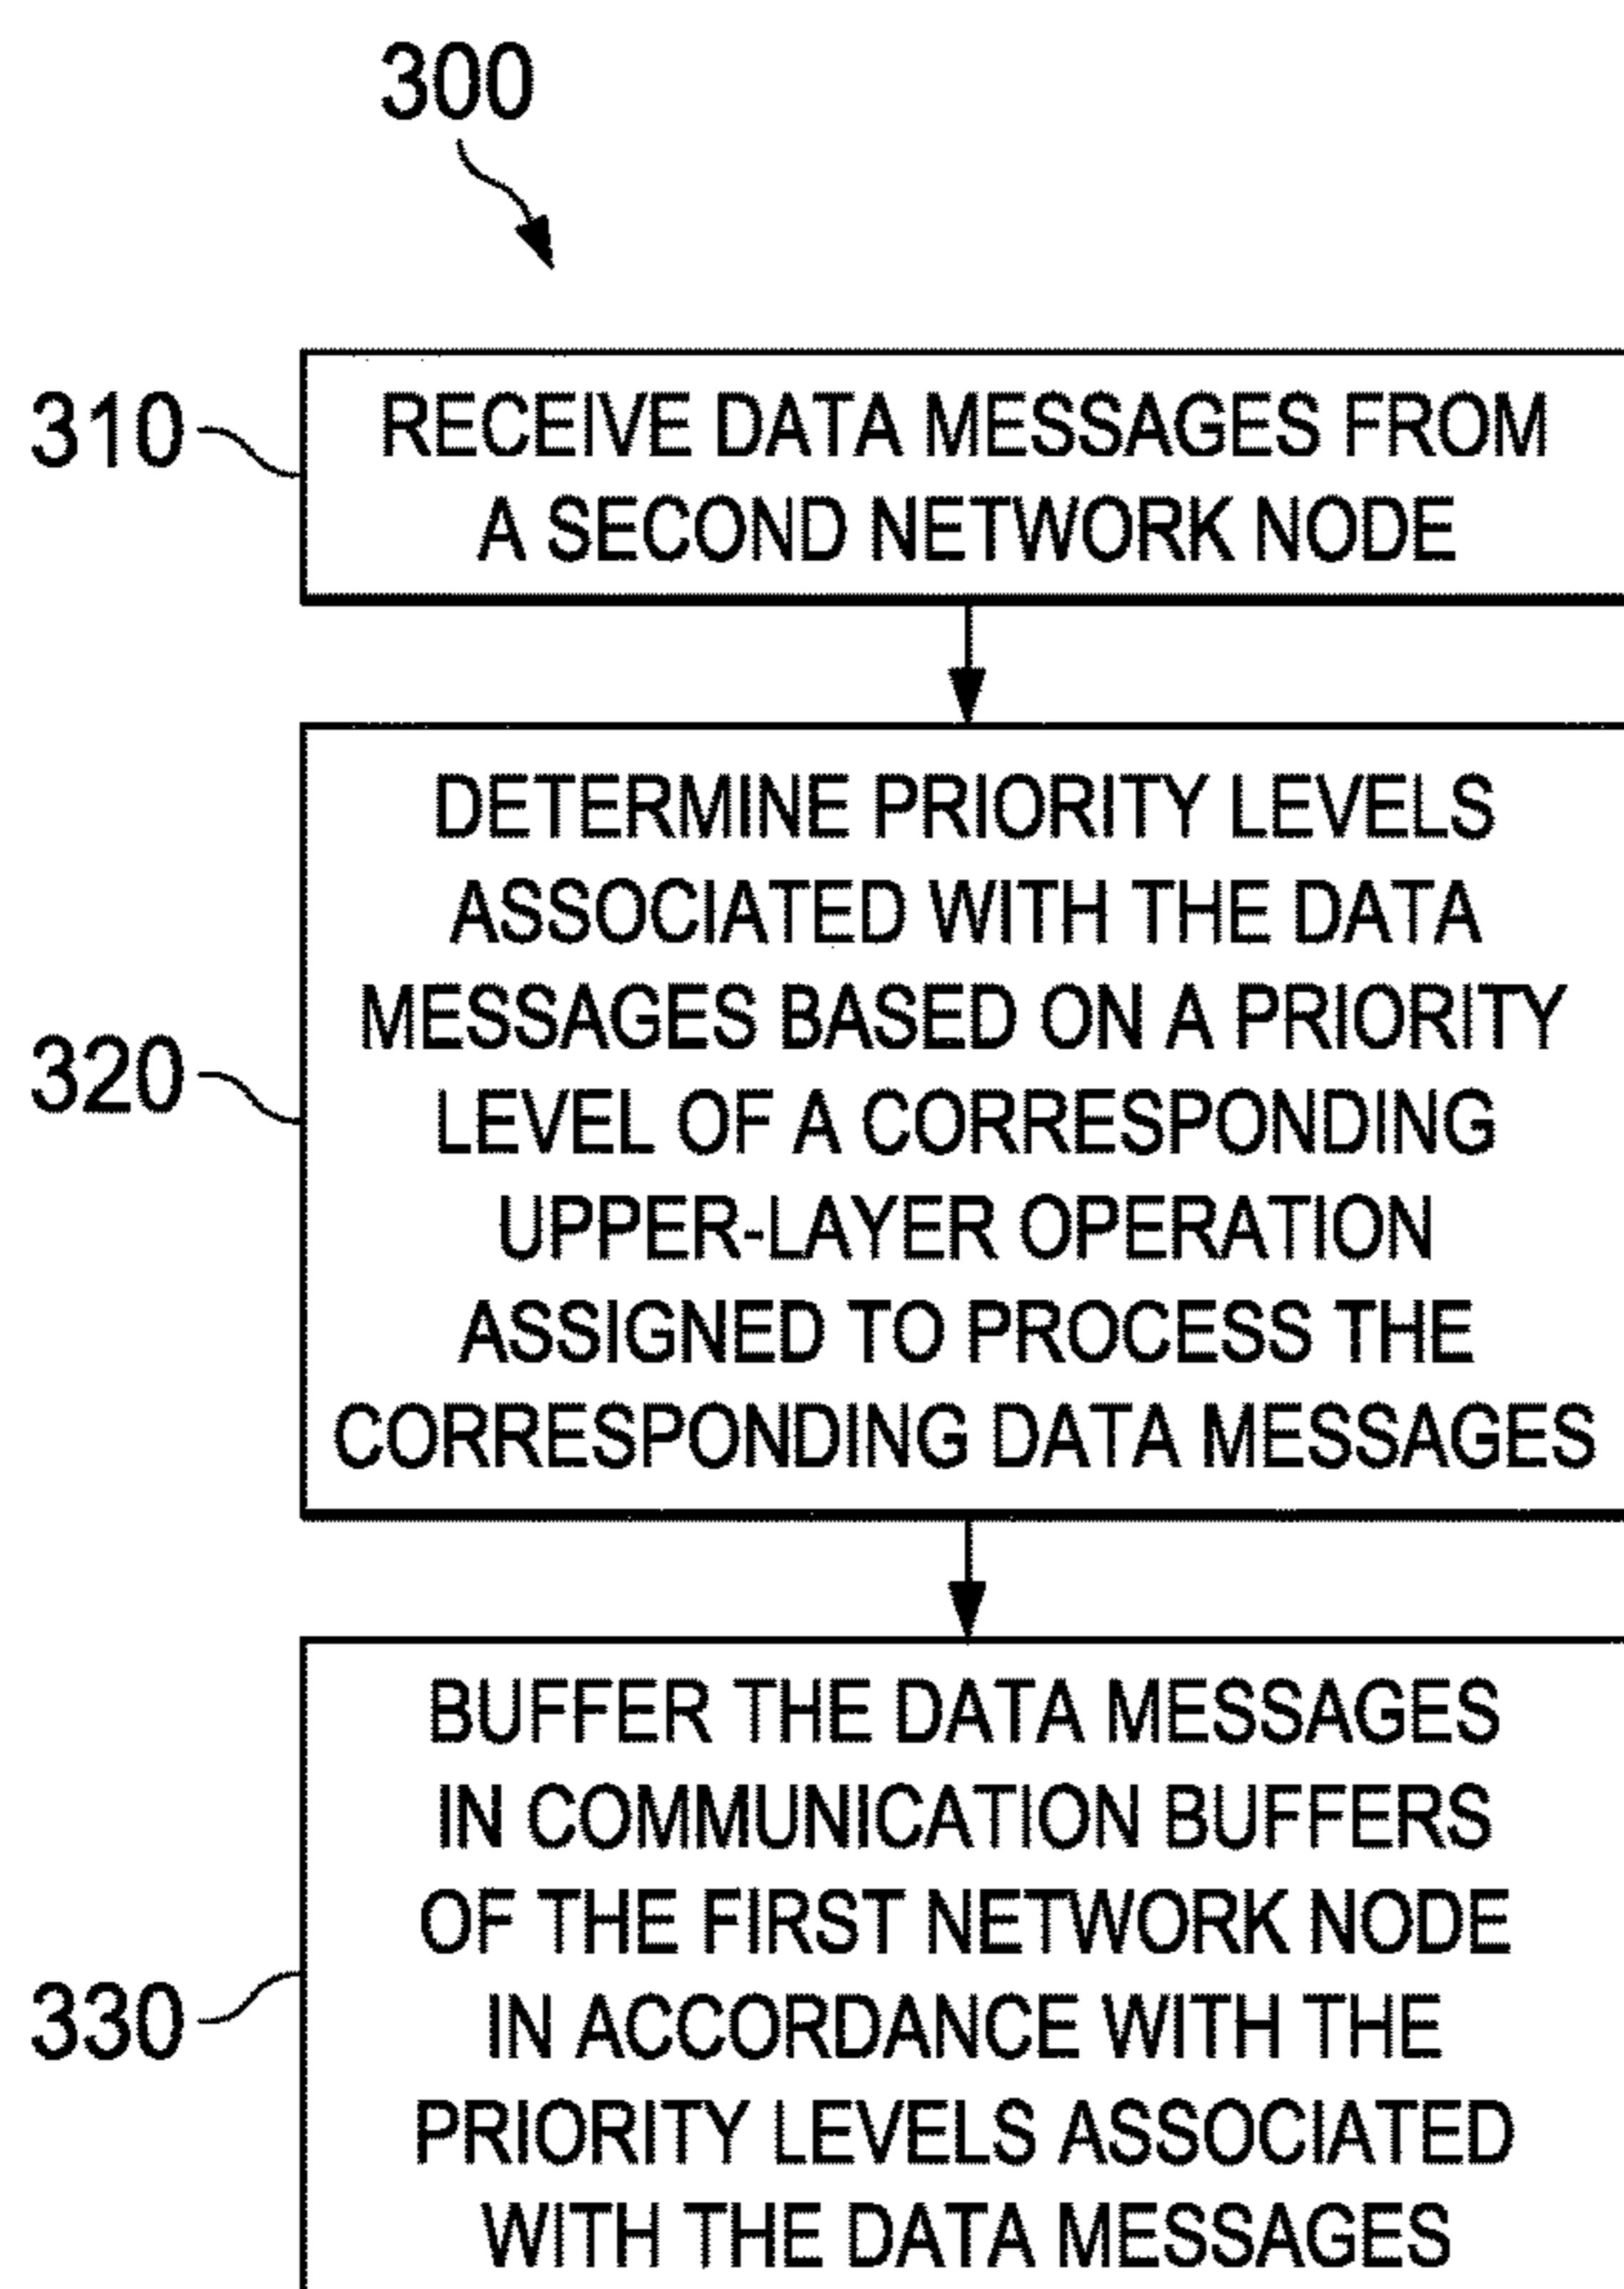 300
310
RECEIVE DATA MESSAGES FROM
A SECOND NETWORK NODE
320
DETERMINE PRIORITY LEVELS
ASSOCIATED WITH THE DATA
MESSAGES BASED ON A PRIORITY
LEVEL OF A CORRESPONDING
UPPER-LAYER OPERATION
ASSIGNED TO PROCESS THE
CORRESPONDING DATA MESSAGES
330
BUFFER THE DATA MESSAGES
IN COMMUNICATION BUFFERS
OF THE FIRST NETWORK NODE
IN ACCORDANCE WITH THE
PRIORITY LEVELS ASSOCIATED
WITH THE DATA MESSAGES